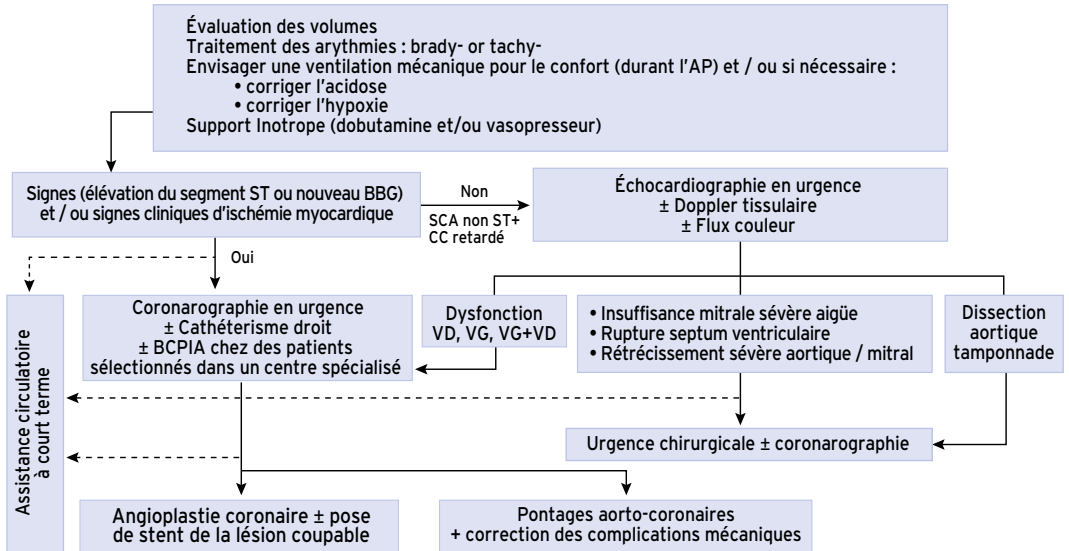 Évaluation des volumes
Traitement des arythmies : brady- or tachy-
Envisager une ventilation mécanique pour le confort (durant l'AP) et / ou si nécessaire :
• corriger l'acidose
• corriger l'hypoxie
Support Inotrope (dobutamine et/ou vasopresseur)
Signes (élévation du segment ST ou nouveau BBG)
et / ou signes cliniques d'ischémie myocardique
Non
SCA non ST+
CC retardé
Échocardiographie en urgence
± Doppler tissulaire
± Flux couleur
Oui
Assistance circulatoire
à court terme
Coronarographie en urgence
± Cathéterisme droit
± BCPIA chez des patients
sélectionnés dans un centre spécialisé
Dysfonction
VD, VG, VG+VD
• Insuffisance mitrale sévère aigüe
• Rupture septum ventriculaire
• Rétrécissement sévère aortique / mitral
Dissection
aortique
tamponnade
Urgence chirurgicale ± coronarographie
Angioplastie coronaire ± pose
de stent de la lésion coupable
Pontages aorto-coronaires
+ correction des complications mécaniques